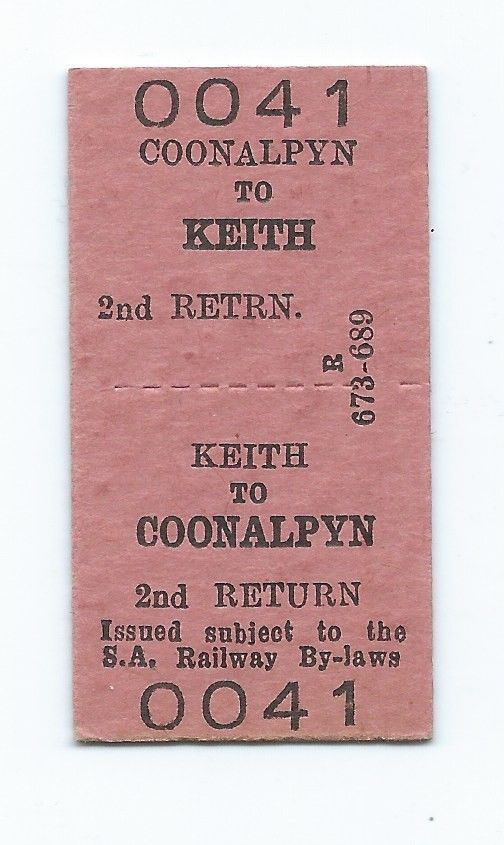 0041
COONALPYN
TO
KEITH
2nd RETRN.
R
673-689
KEITH
TO
COONALPYN
2nd RETURN
Issued subject to the
S.A. Railway By-laws
0041